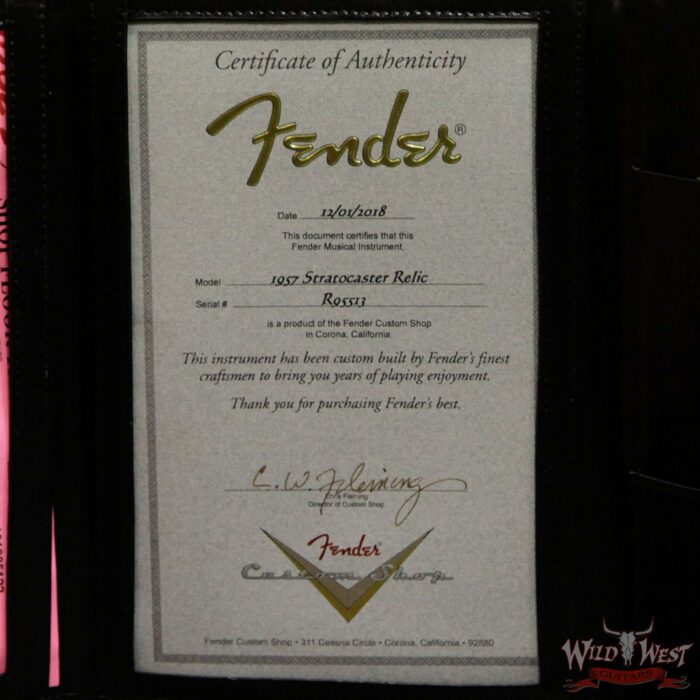 Certificate of Authenticity
Fender®
Date 12/01/2018
This document certifies that this
Fender Musical Instrument,
Model 1957 Stratocaster Relic
Serial # R95513
is a product of the Fender Custom Shop
in Corona, California.
This instrument has been custom built by Fender's finest
craftsmen to bring you years of playing enjoyment.
Thank you for purchasing Fender's best.
C. W. Fleming
Chris Fleming
Director of Custom Shop
Fender
Custom Shop
Fender Custom Shop • 311 Cessna Circle • Corona, California • 92880
WILD WEST
GUITARS